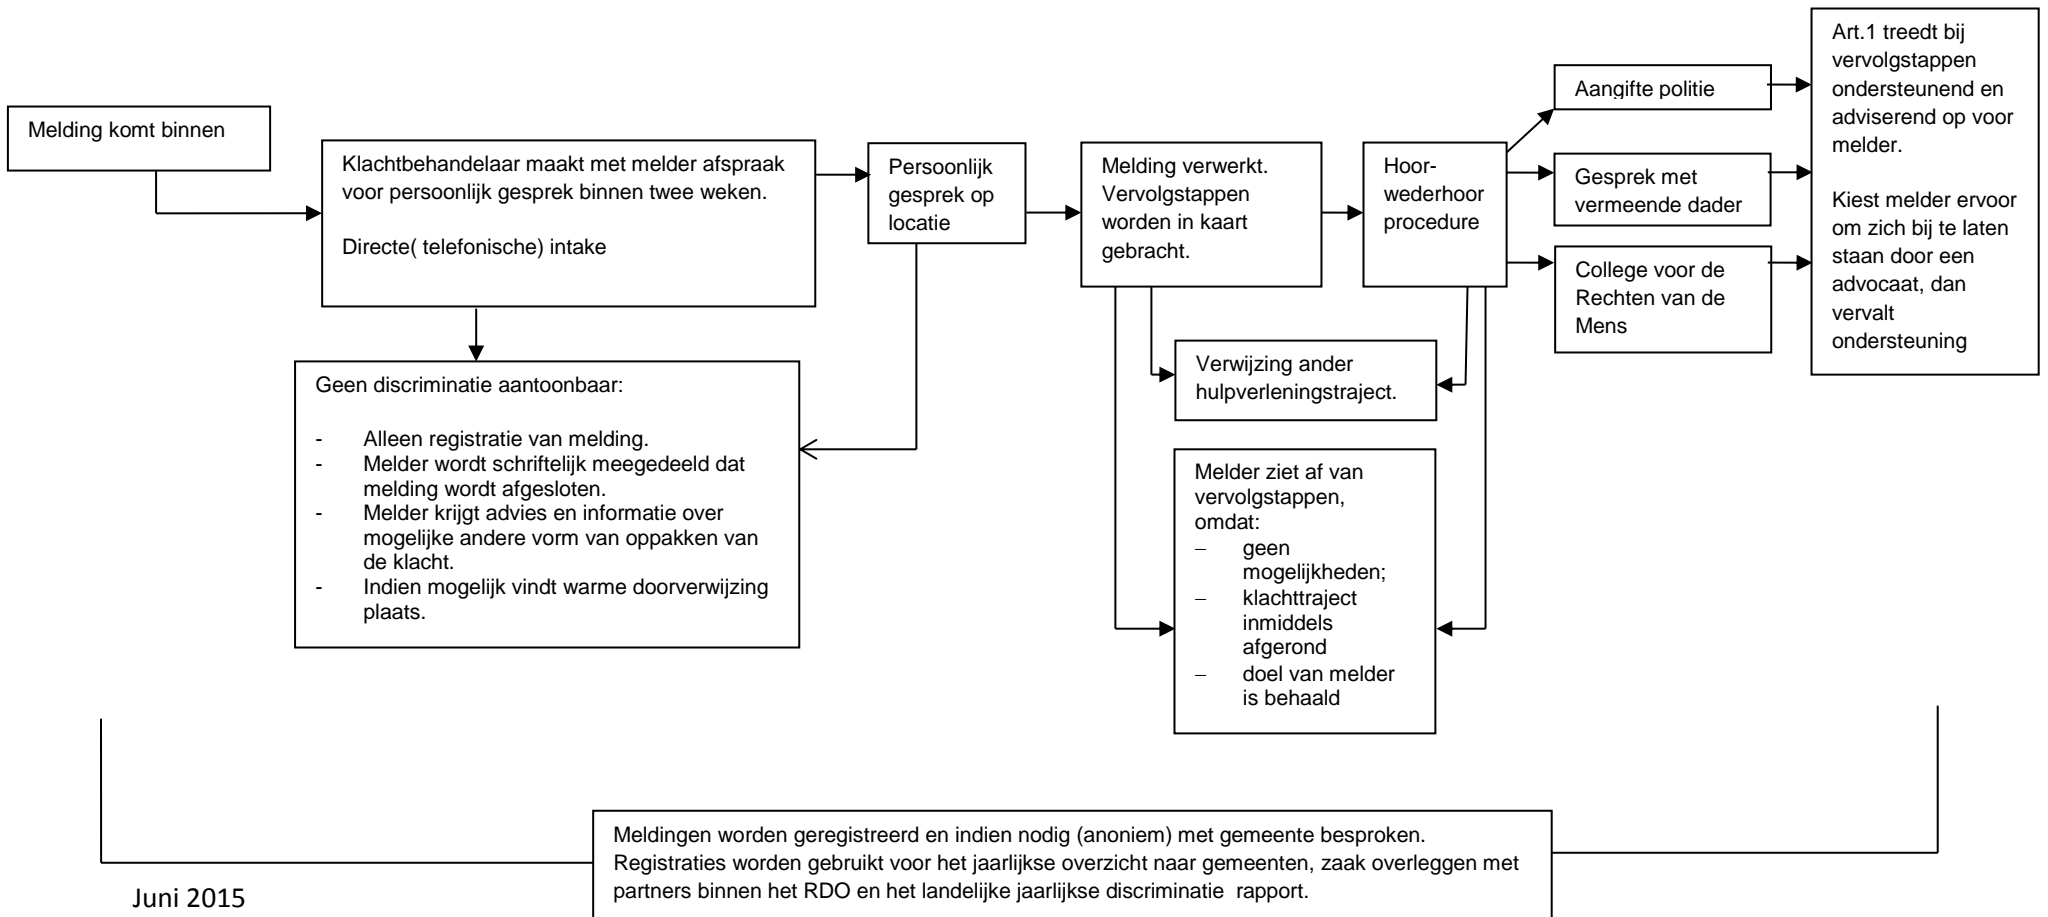 Melding komt binnen
Klachtbehandelaar maakt met melder afspraak
voor persoonlijk gesprek binnen twee weken.
Directe( telefonische) intake
Geen discriminatie aantoonbaar:
- Alleen registratie van melding.
- Melder wordt schriftelijk meegedeeld dat
melding wordt afgesloten.
- Melder krijgt advies en informatie over
mogelijke andere vorm van oppakken van
de klacht.
- Indien mogelijk vindt warme doorverwijzing
plaats.
Persoonlijk
gesprek op
locatie
Melding verwerkt.
Vervolgstappen
worden in kaart
gebracht.
Hoor-
wederhoor
procedure
Verwijzing ander
hulpverleningstraject.
Melder ziet af van
vervolgstappen,
omdat:
– geen
mogelijkheden;
– klachttraject
inmiddels
afgerond
– doel van melder
is behaald
Aangifte politie
Gesprek met
vermeende dader
College voor de
Rechten van de
Mens
Art.1 treedt bij
vervolgstappen
ondersteunend en
adviserend op voor
melder.
Kiest melder ervoor
om zich bij te laten
staan door een
advocaat, dan
vervalt
ondersteuning
Meldingen worden geregistreerd en indien nodig (anoniem) met gemeente besproken.
Registraties worden gebruikt voor het jaarlijkse overzicht naar gemeenten, zaak overleggen met
partners binnen het RDO en het landelijke jaarlijkse discriminatie rapport.
Juni 2015